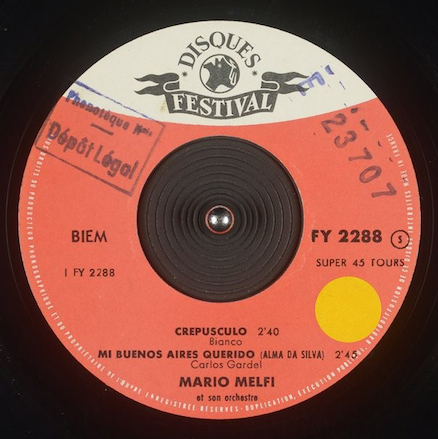 DISQUES
FESTIVAL
Phonothèque Nle
Dépôt Légal
23707
BIEM
FY 2288 S
1 FY 2288
SUPER 45 TOURS
CREPUSCULO 2'40
Bianco
MI BUENOS AIRES QUERIDO (ALMA DA SILVA) 2'45
Carlos Gardel
MARIO MELFI
et son orchestre